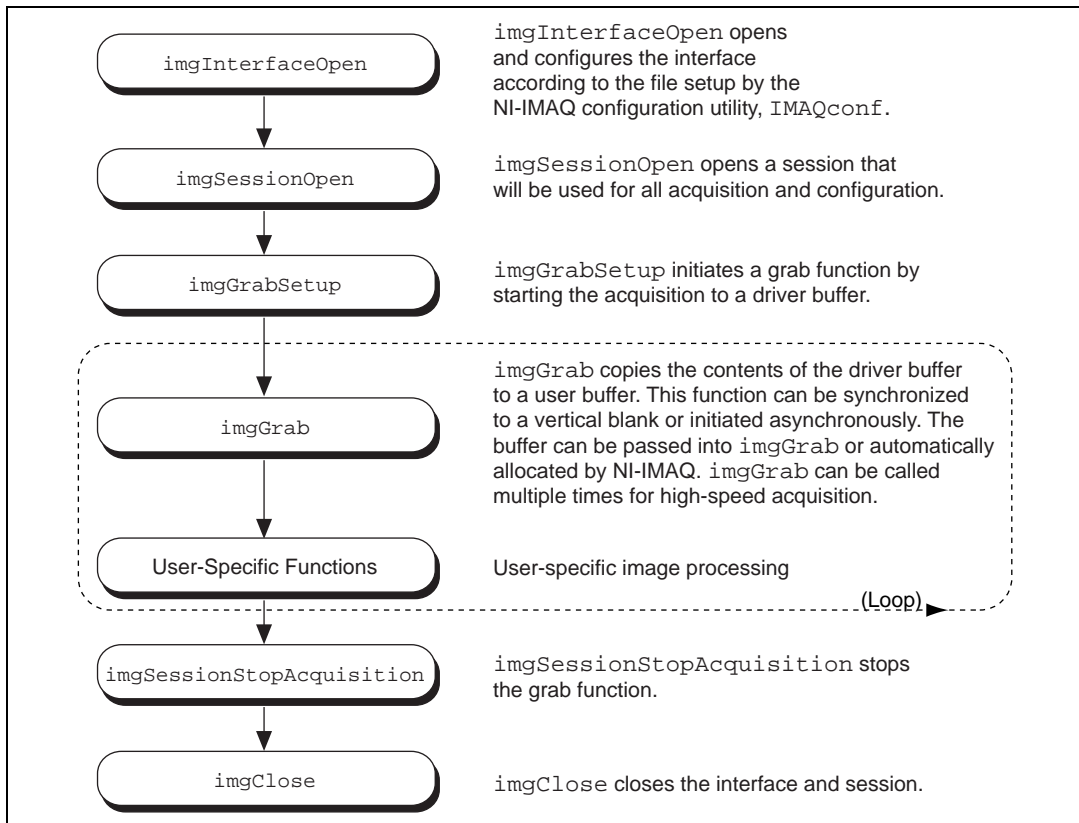 imgInterfaceOpen
imgInterfaceOpen opens
and configures the interface
according to the file setup by the
NI-IMAQ configuration utility, IMAQconf.
imgSessionOpen
imgSessionOpen opens a session that
will be used for all acquisition and configuration.
imgGrabSetup
imgGrabSetup initiates a grab function by
starting the acquisition to a driver buffer.
imgGrab
imgGrab copies the contents of the driver buffer
to a user buffer. This function can be synchronized
to a vertical blank or initiated asynchronously. The
buffer can be passed into imgGrab or automatically
allocated by NI-IMAQ. imgGrab can be called
multiple times for high-speed acquisition.
User-Specific Functions
User-specific image processing
(Loop)
imgSessionStopAcquisition
imgSessionStopAcquisition stops
the grab function.
imgClose
imgClose closes the interface and session.